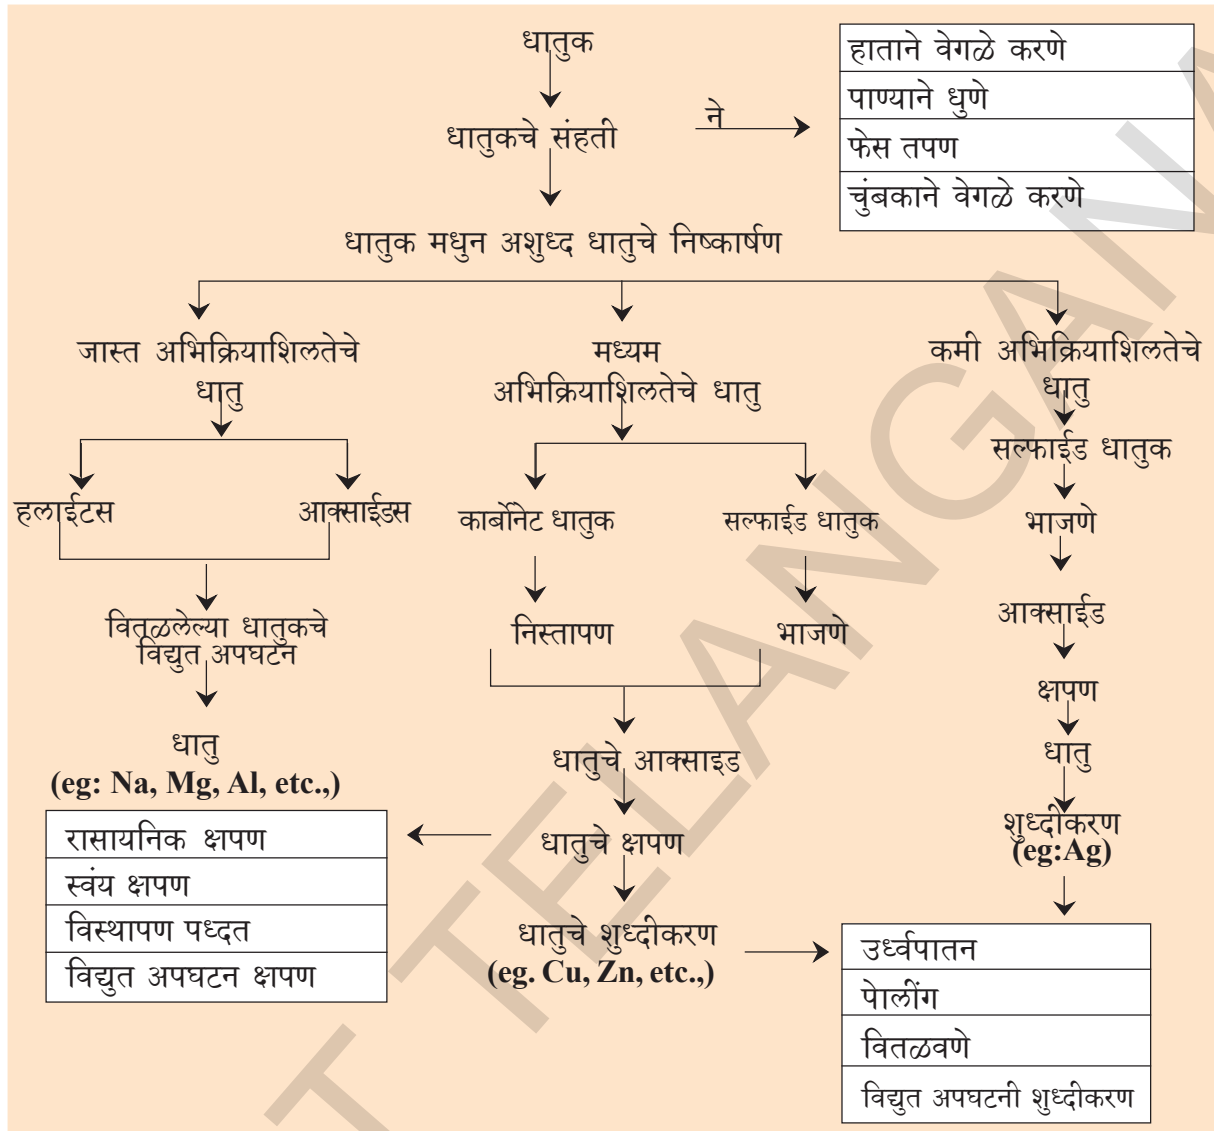 धातुक
हाताने वेगळे करणे
पाण्याने धुणे
फेस तपण
चुंबकाने वेगळे करणे
ने
धातुकचे संहती
धातुक मधुन अशुध्द धातुचे निष्कार्षण
जास्त अभिक्रियाशिलतेचे
धातु
मध्यम
अभिक्रियाशिलतेचे धातु
कमी अभिक्रियाशिलतेचे
धातु
सल्फाईड धातुक
हलाईटस
आक्साईडस
कार्बोनेट धातुक
सल्फाईड धातुक
भाजणे
वितळलेल्या धातुकचे
विद्युत अपघटन
निस्तापण
भाजणे
आक्साईड
क्षपण
धातु
(eg: Na, Mg, Al, etc.,)
धातुचे आक्साइड
धातु
रासायनिक क्षपण
स्वंय क्षपण
विस्थापण पध्दत
विद्युत अपघटन क्षपण
धातुचे क्षपण
शुध्दीकरण
(eg:Ag)
धातुचे शुध्दीकरण
(eg. Cu, Zn, etc.,)
उर्ध्वपातन
पेालींग
वितळवणे
विद्युत अपघटनी शुध्दीकरण
T TELANGANA